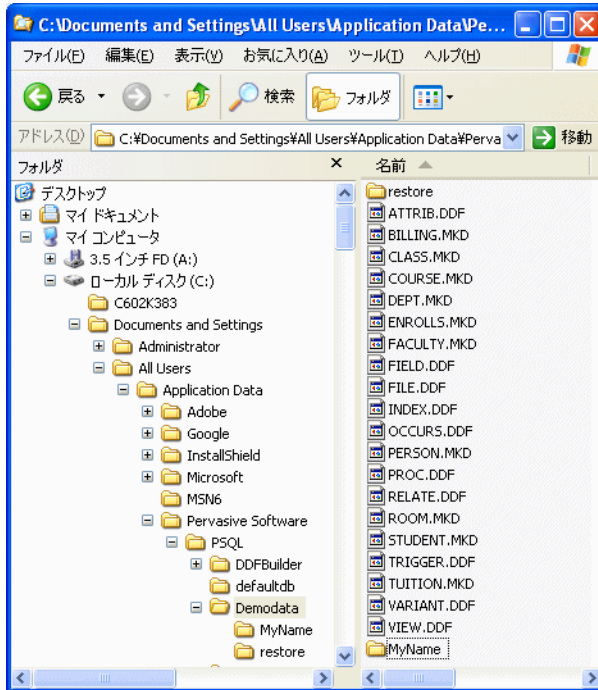 C:\Documents and Settings\All Users\Application Data\Pe...
ファイル(F) 編集(E) 表示(V) お気に入り(A) ツール(T) ヘルプ(H)
戻る 検索 フォルダ
アドレス(D) C:¥Documents and Settings¥All Users¥Application Data¥Perva 移動
フォルダ
デスクトップ
マイ ドキュメント
マイ コンピュータ
3.5 インチ FD (A:)
ローカル ディスク (C:)
C602K383
Documents and Settings
Administrator
All Users
Application Data
Adobe
Google
InstallShield
Microsoft
MSN6
Pervasive Software
PSQL
DDFBuilder
defaultdb
Demodata
MyName
restore
名前
restore
ATTRIB.DDF
BILLING.MKD
CLASS.MKD
COURSE.MKD
DEPT.MKD
ENROLLS.MKD
FACULTY.MKD
FIELD.DDF
FILE.DDF
INDEX.DDF
OCCURS.DDF
PERSON.MKD
PROC.DDF
RELATE.DDF
ROOM.MKD
STUDENT.MKD
TRIGGER.DDF
TUITION.MKD
VARIANT.DDF
VIEW.DDF
MyName